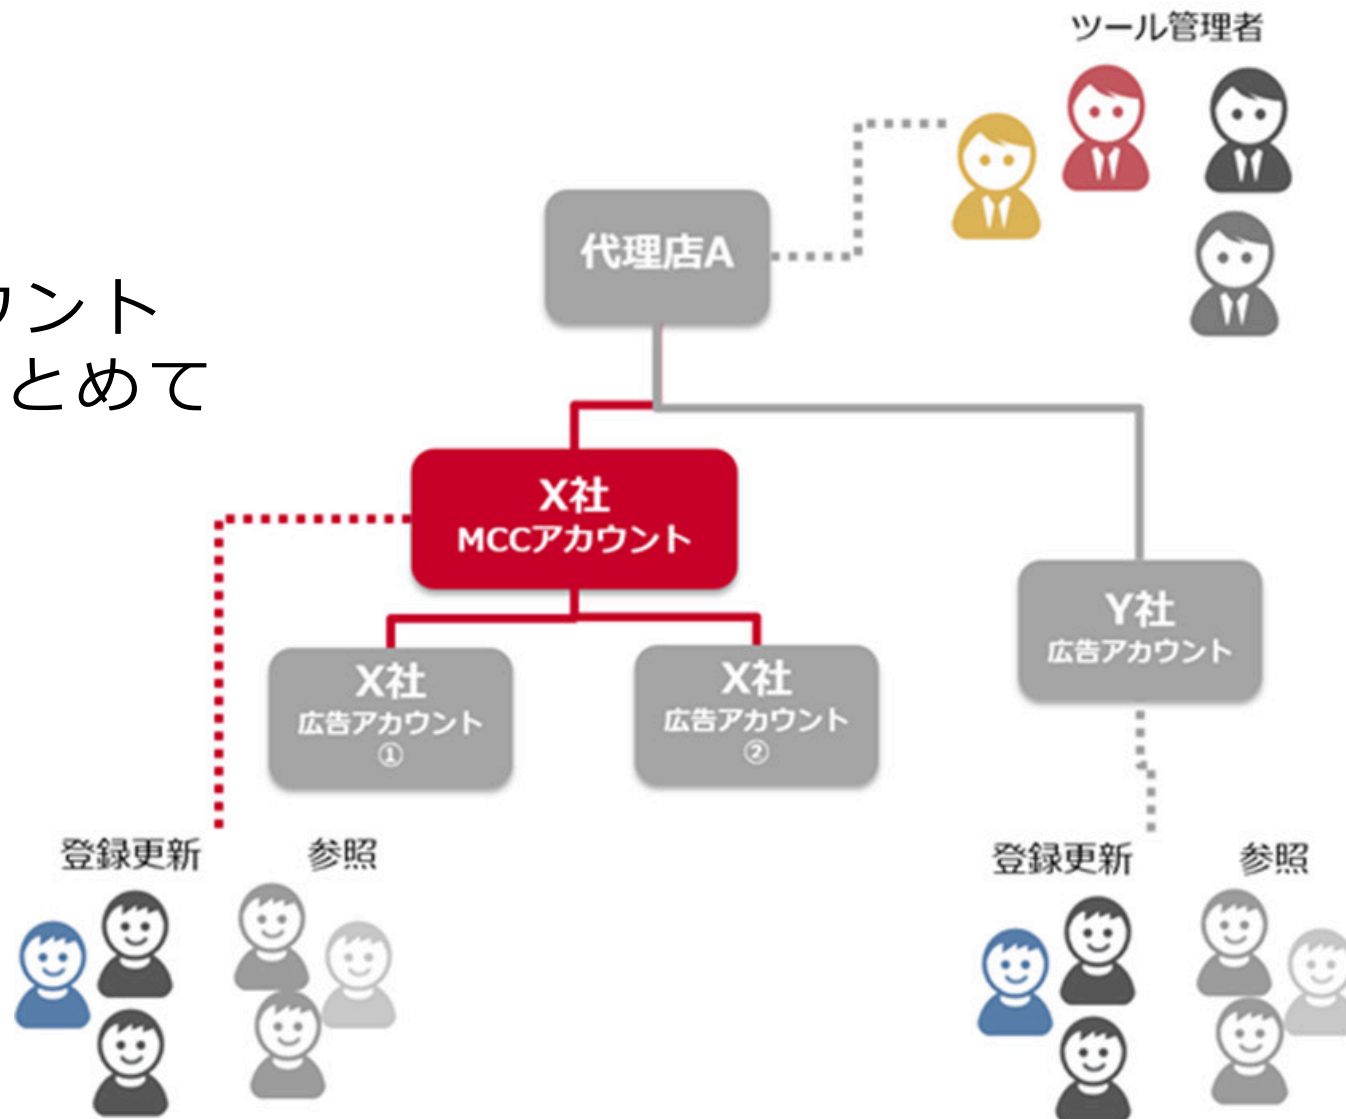 ツール管理者
代理店A
ウント
とめて
X社
MCCアカウント
Y社
広告アカウント
X社
広告アカウント
①
X社
広告アカウント
②
登録更新
参照
登録更新
参照